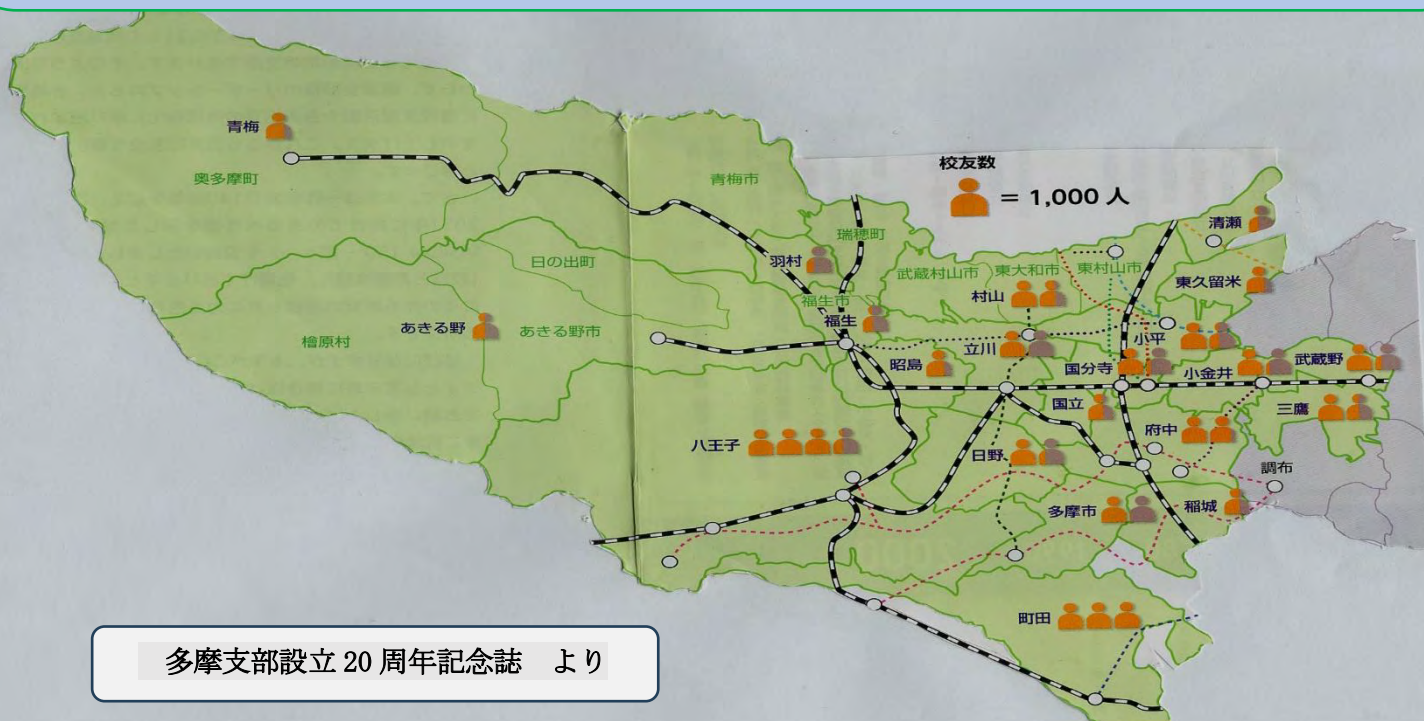 校友数
= 1,000 人
青梅
奥多摩町
青梅市
清瀬
瑞穂町
日の出町
羽村
武蔵村山市
東大和市
東村山市
東久留米
村山
福生市
福生
あきる野
あきる野市
檜原村
立川
小平
昭島
国分寺
小金井
武蔵野
国立
三鷹
府中
八王子
日野
調布
多摩市
稲城
町田
多摩支部設立 20 周年記念誌 より